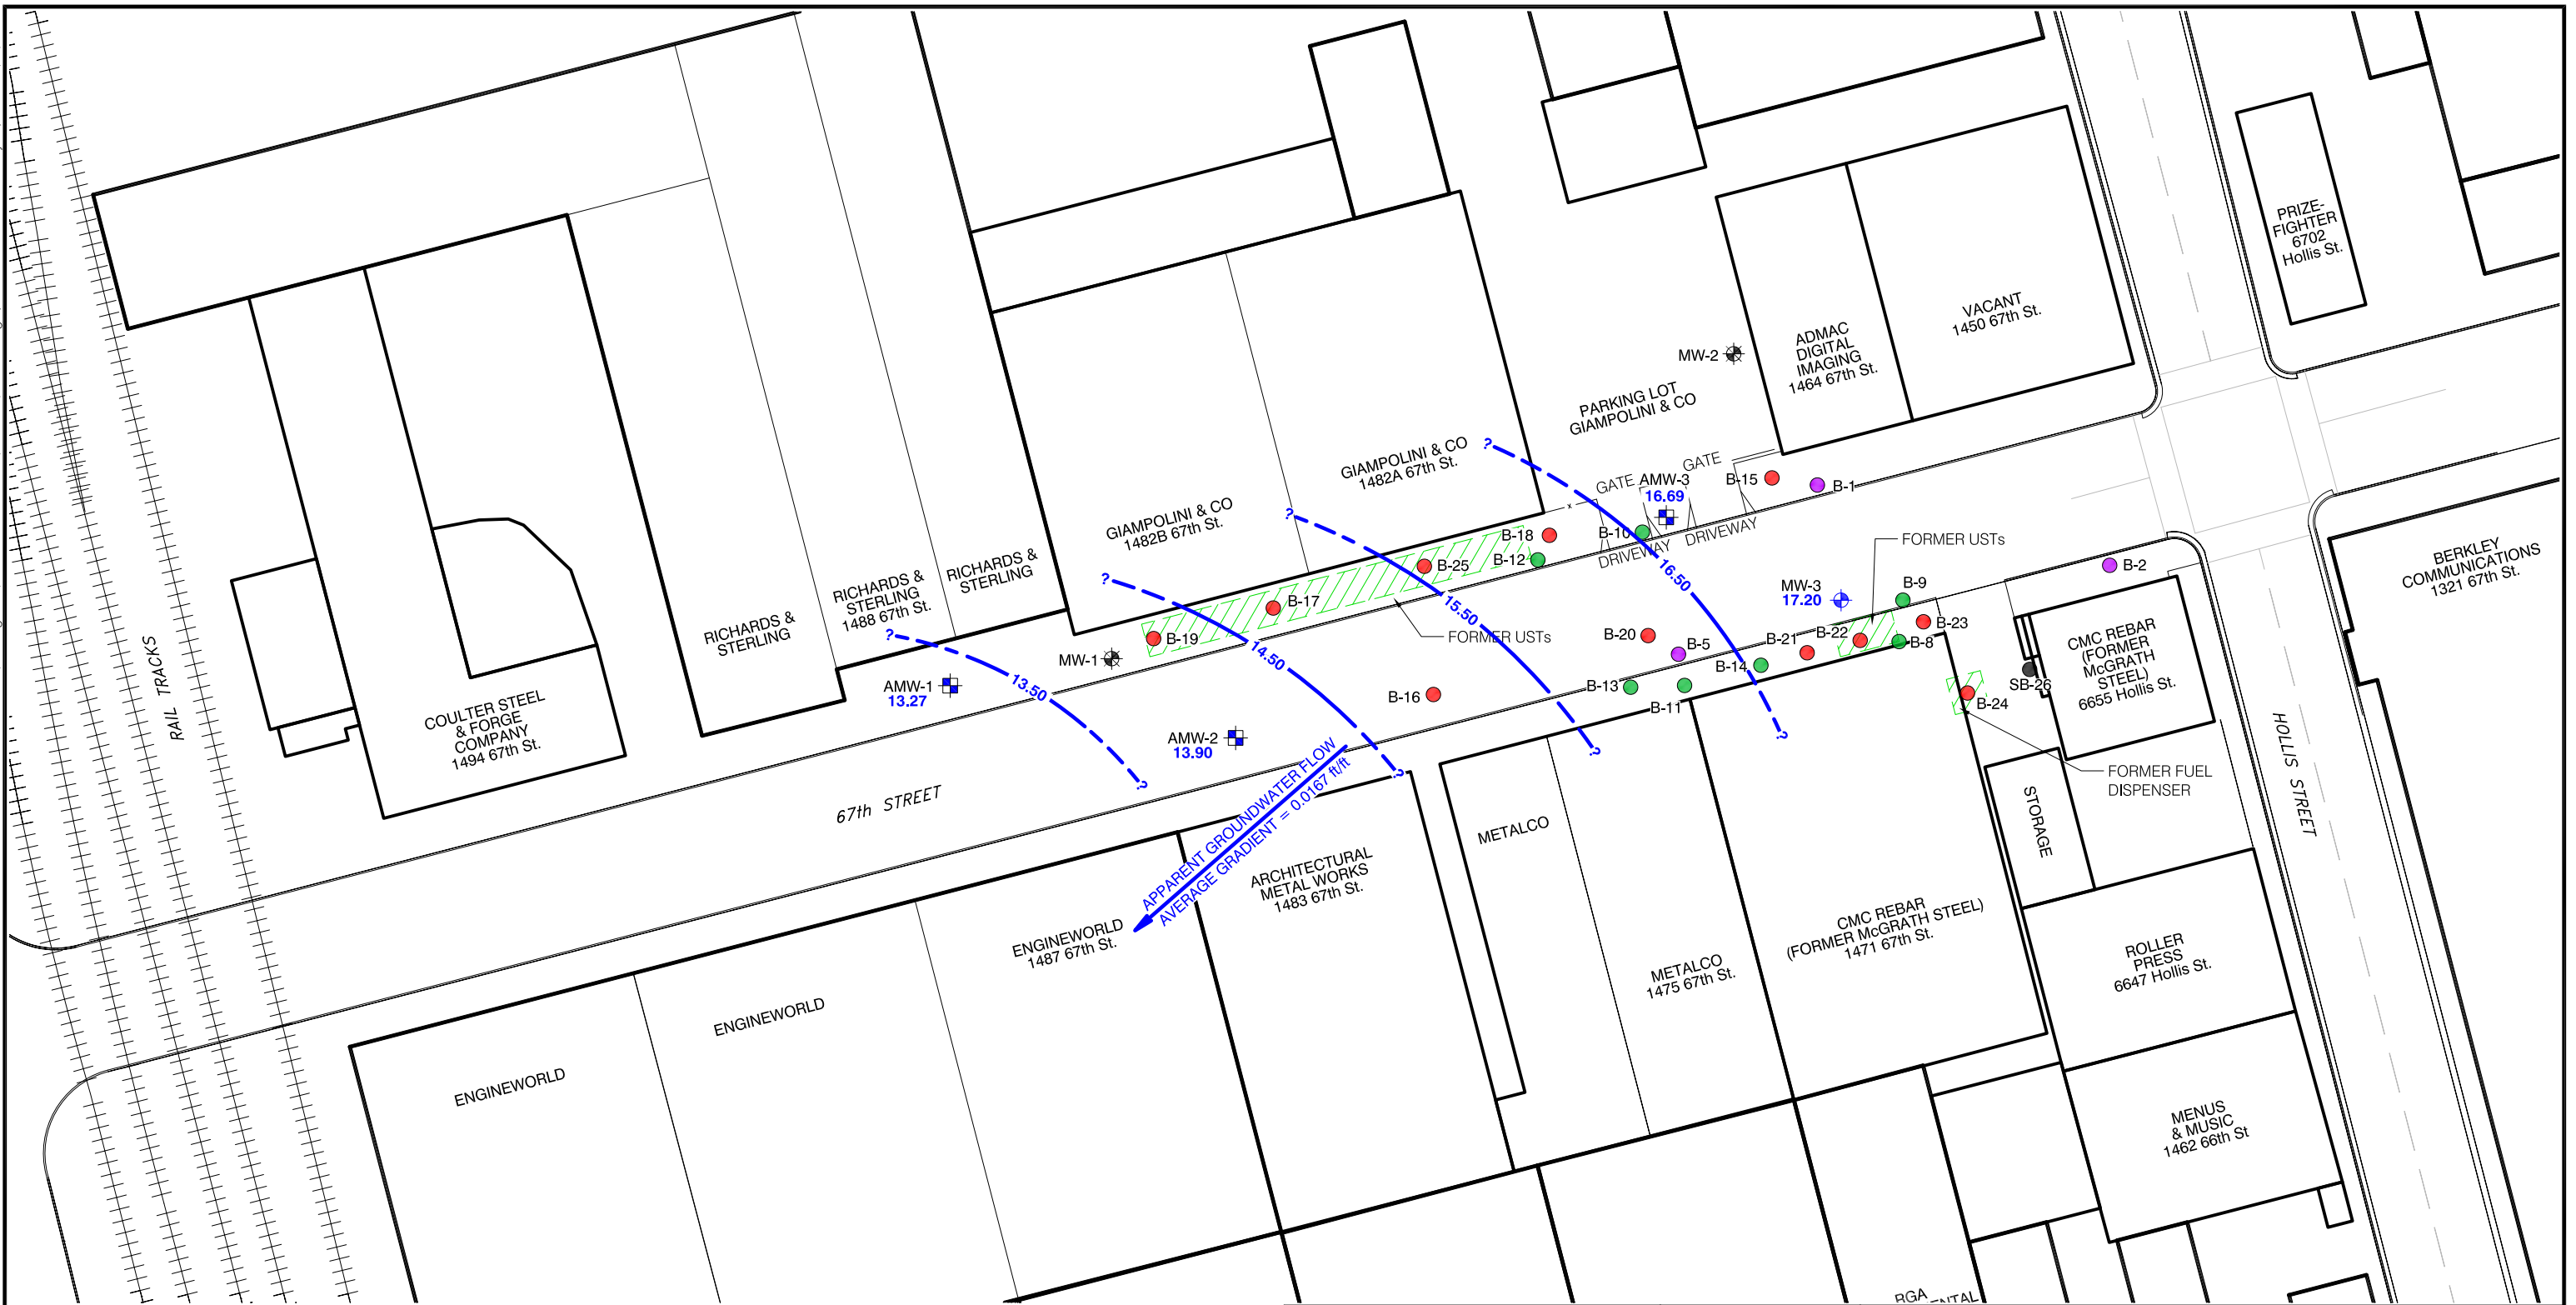 PRIZE-
FIGHTER
6702
Hollis St.
VACANT
1450 67th St.
ADMAC
DIGITAL
IMAGING
1464 67th St.
MW-2
PARKING LOT
GIAMPOLINI & CO
GIAMPOLINI & CO
1482A 67th St.
GIAMPOLINI & CO
1482B 67th St.
?
?
?
?
GATE
GATE
AMW-3
16.69
B-15
B-1
B-18
B-10
B-12
DRIVEWAY
DRIVEWAY
FORMER USTs
BERKLEY
COMMUNICATIONS
1321 67th St.
RICHARDS &
STERLING
RICHARDS &
STERLING
1488 67th St.
RICHARDS &
STERLING
B-25
B-2
16.50
MW-3
17.20
B-9
B-17
15.50
B-19
FORMER USTs
B-20
B-5
B-21
B-22
B-23
B-8
14.50
MW-1
B-14
CMC REBAR
(FORMER
McGRATH
STEEL)
6655 Hollis St.
SB-26
RAIL TRACKS
AMW-1
13.27
13.50
B-16
B-13
B-11
B-24
COULTER STEEL
& FORGE
COMPANY
1494 67th St.
AMW-2
13.90
?
?
?
?
HOLLIS STREET
FORMER FUEL
DISPENSER
67th STREET
APPARENT GROUNDWATER FLOW
AVERAGE GRADIENT = 0.0167 ft/ft
METALCO
STORAGE
ARCHITECTURAL
METAL WORKS
1483 67th St.
ENGINEWORLD
1487 67th St.
CMC REBAR
(FORMER McGRATH STEEL)
1471 67th St.
METALCO
1475 67th St.
ROLLER
PRESS
6647 Hollis St.
ENGINEWORLD
ENGINEWORLD
MENUS
& MUSIC
1462 66th St
RGA